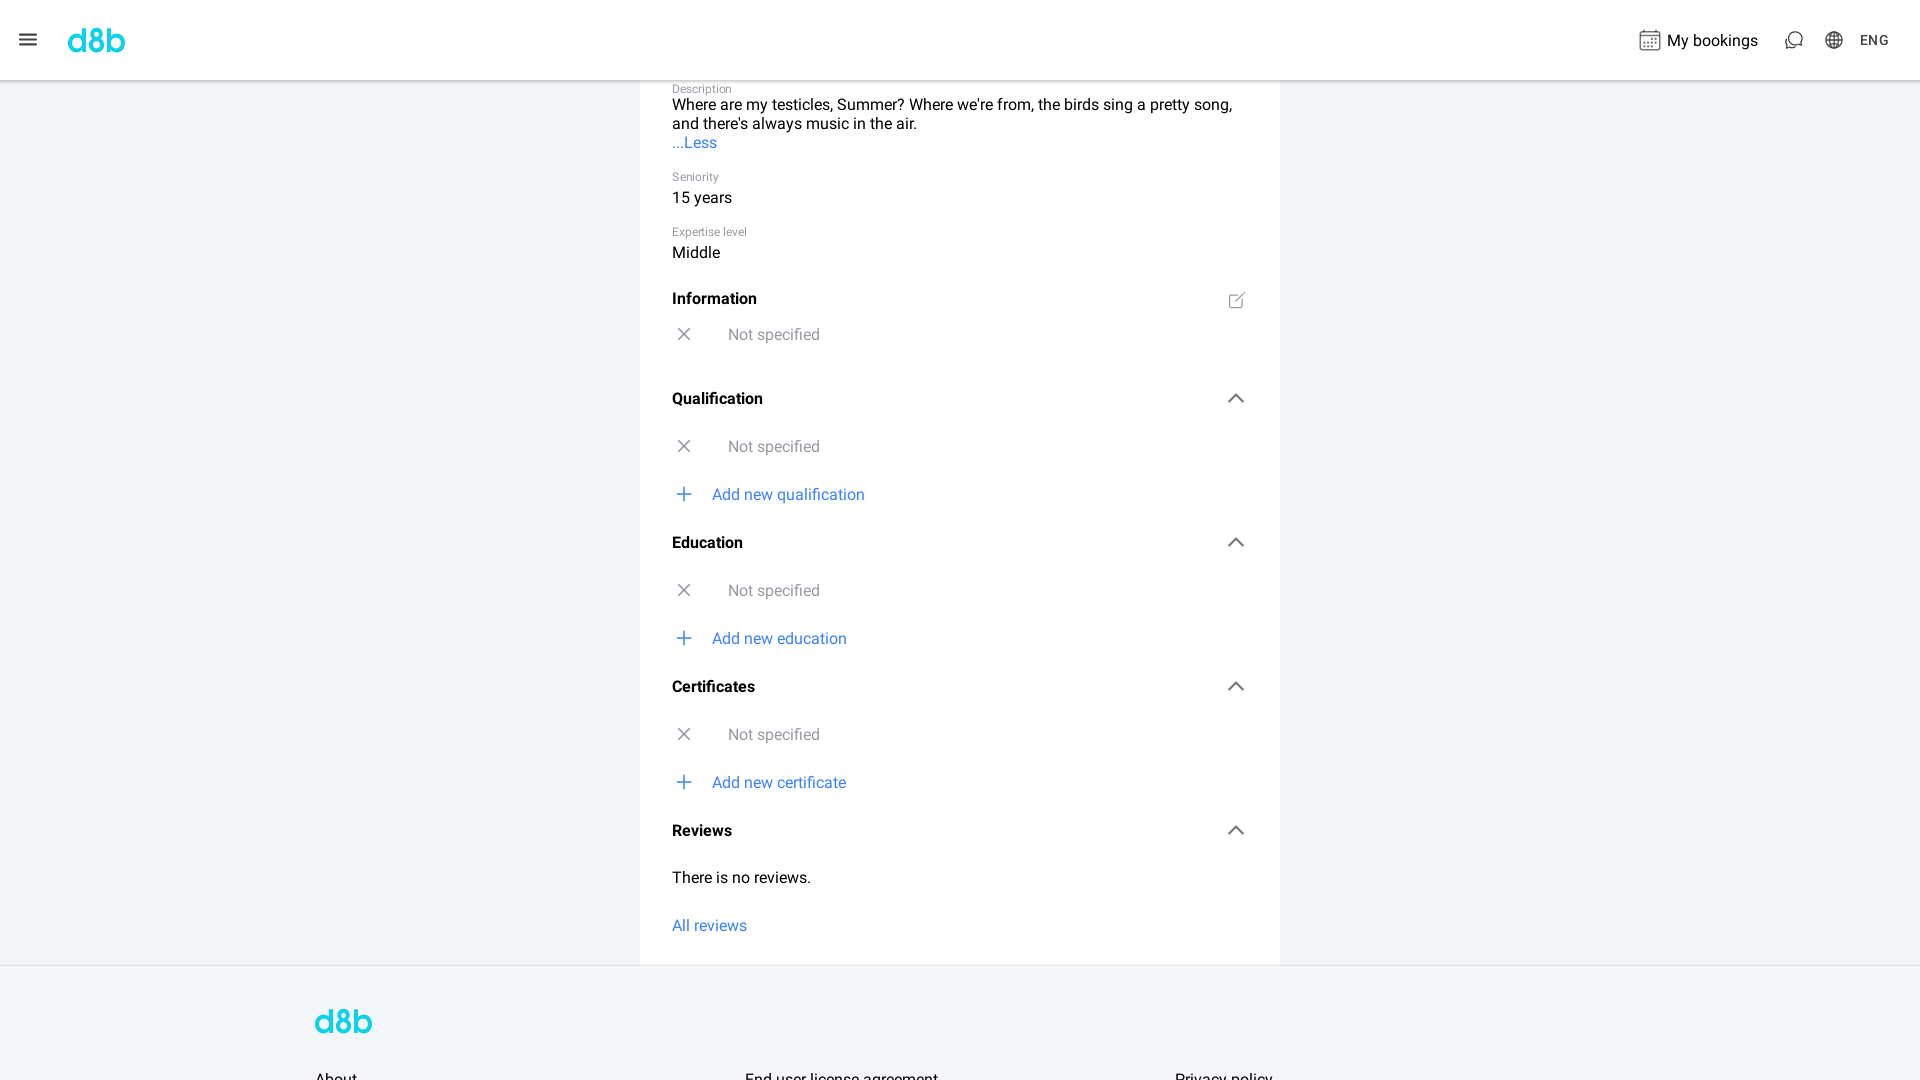 d8b
My bookings
ENG
Description
Where are my testicles, Summer? Where we're from, the birds sing a pretty song,
and there's always music in the air.
...Less
Seniority
15 years
Expertise level
Middle
Information
Not specified
Qualification
Not specified
Add new qualification
Education
Not specified
Add new education
Certificates
Not specified
Add new certificate
Reviews
There is no reviews.
All reviews
d8b
About
End user license agreement
Privacy policy